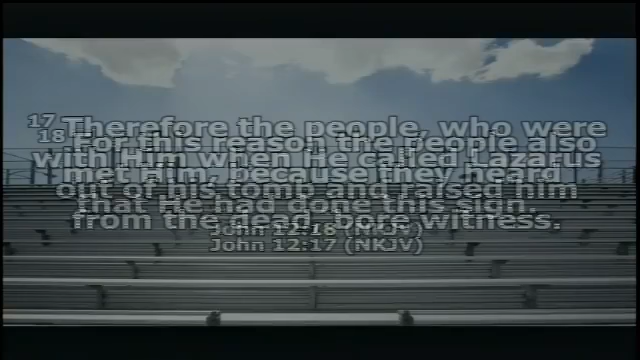 17 Therefore the people, who were
18 For this reason the people also
with Him when He called Lazarus
met Him, because they heard
out of his tomb and raised him
that He had done this sign.
from the dead, bore witness.
John 12:18 (NKJV)
John 12:17 (NKJV)